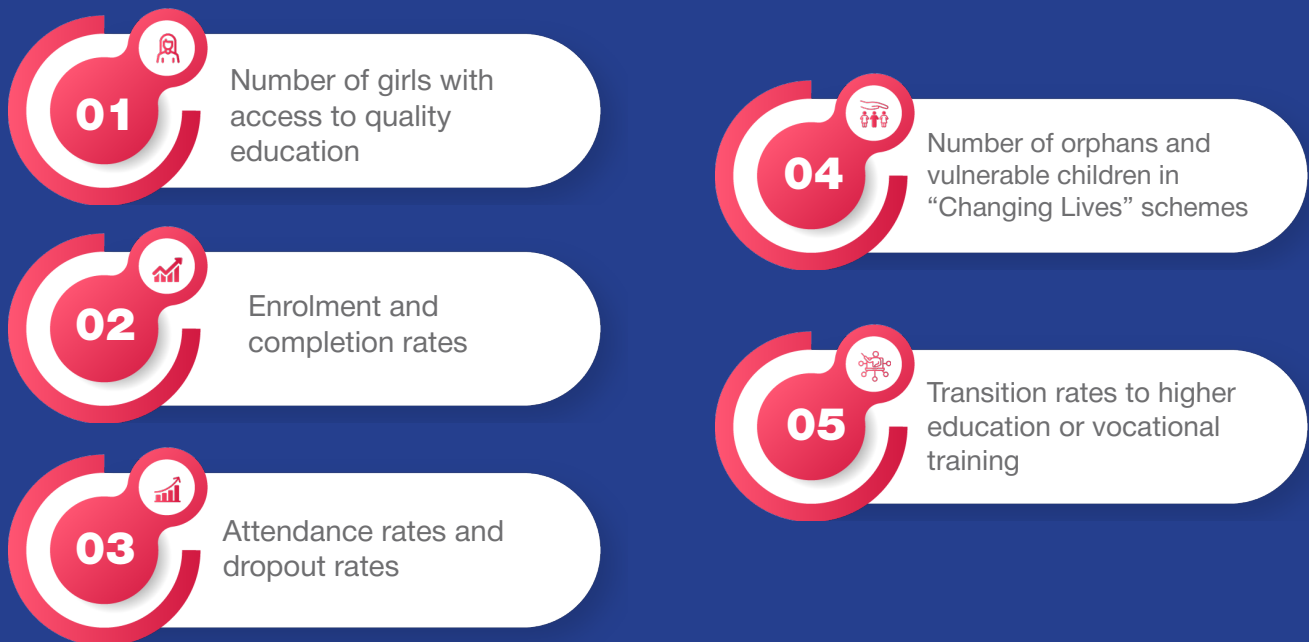 01
Number of girls with
access to quality
education
02
Enrolment and
completion rates
03
Attendance rates and
dropout rates
04
Number of orphans and
vulnerable children in
“Changing Lives” schemes
05
Transition rates to higher
education or vocational
training